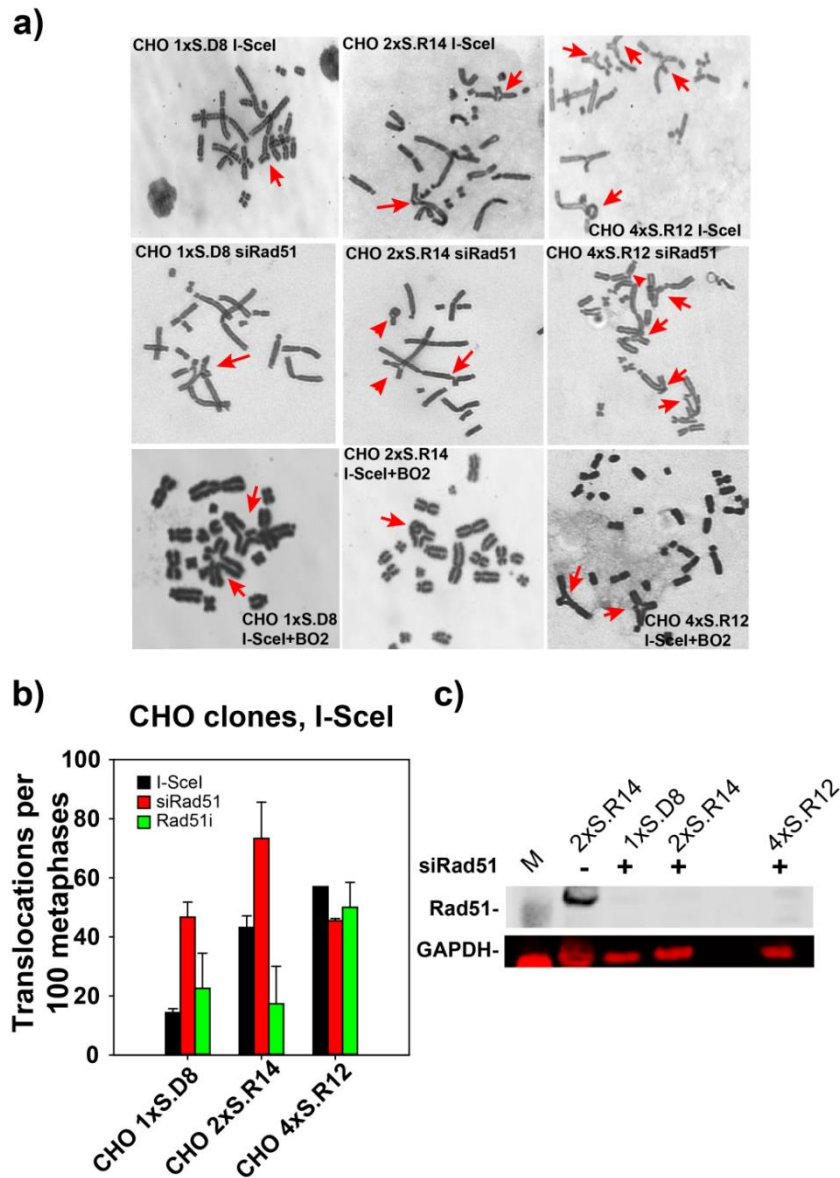 a)
CHO 1xS.D8 I-SceI
CHO 2xS.R14 I-SceI
CHO 4xS.R12 I-SceI
CHO 1xS.D8 siRad51
CHO 2xS.R14 siRad51
CHO 4xS.R12 siRad51
CHO 1xS.D8
I-SceI+BO2
CHO 2xS.R14
I-SceI+BO2
CHO 4xS.R12
I-SceI+BO2
b)
CHO clones, I-SceI
Translocations per
100 metaphases
100
80
60
40
20
0
I-SceI
siRad51
Rad51i
CHO 1xS.D8
CHO 2xS.R14
CHO 4xS.R12
c)
M
2xS.R14
1xS.D8
2xS.R14
4xS.R12
siRad51 - + + +
Rad51-
GAPDH-